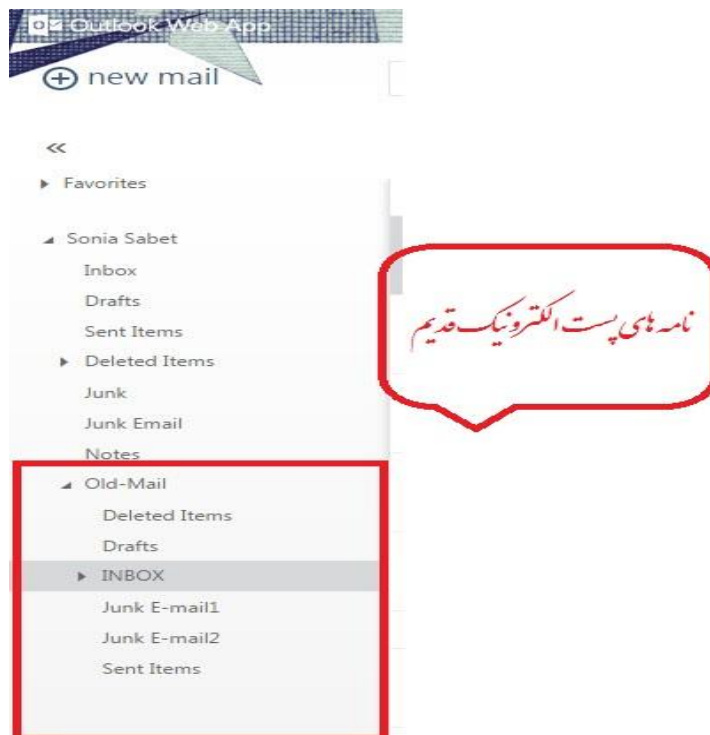 Outlook Web App
new mail
Favorites
Sonia Sabet
Inbox
Drafts
Sent Items
Deleted Items
Junk
Junk Email
Notes
Old-Mail
Deleted Items
Drafts
INBOX
Junk E-mail1
Junk E-mail2
Sent Items
نامه های پست الکترونیک قدیم